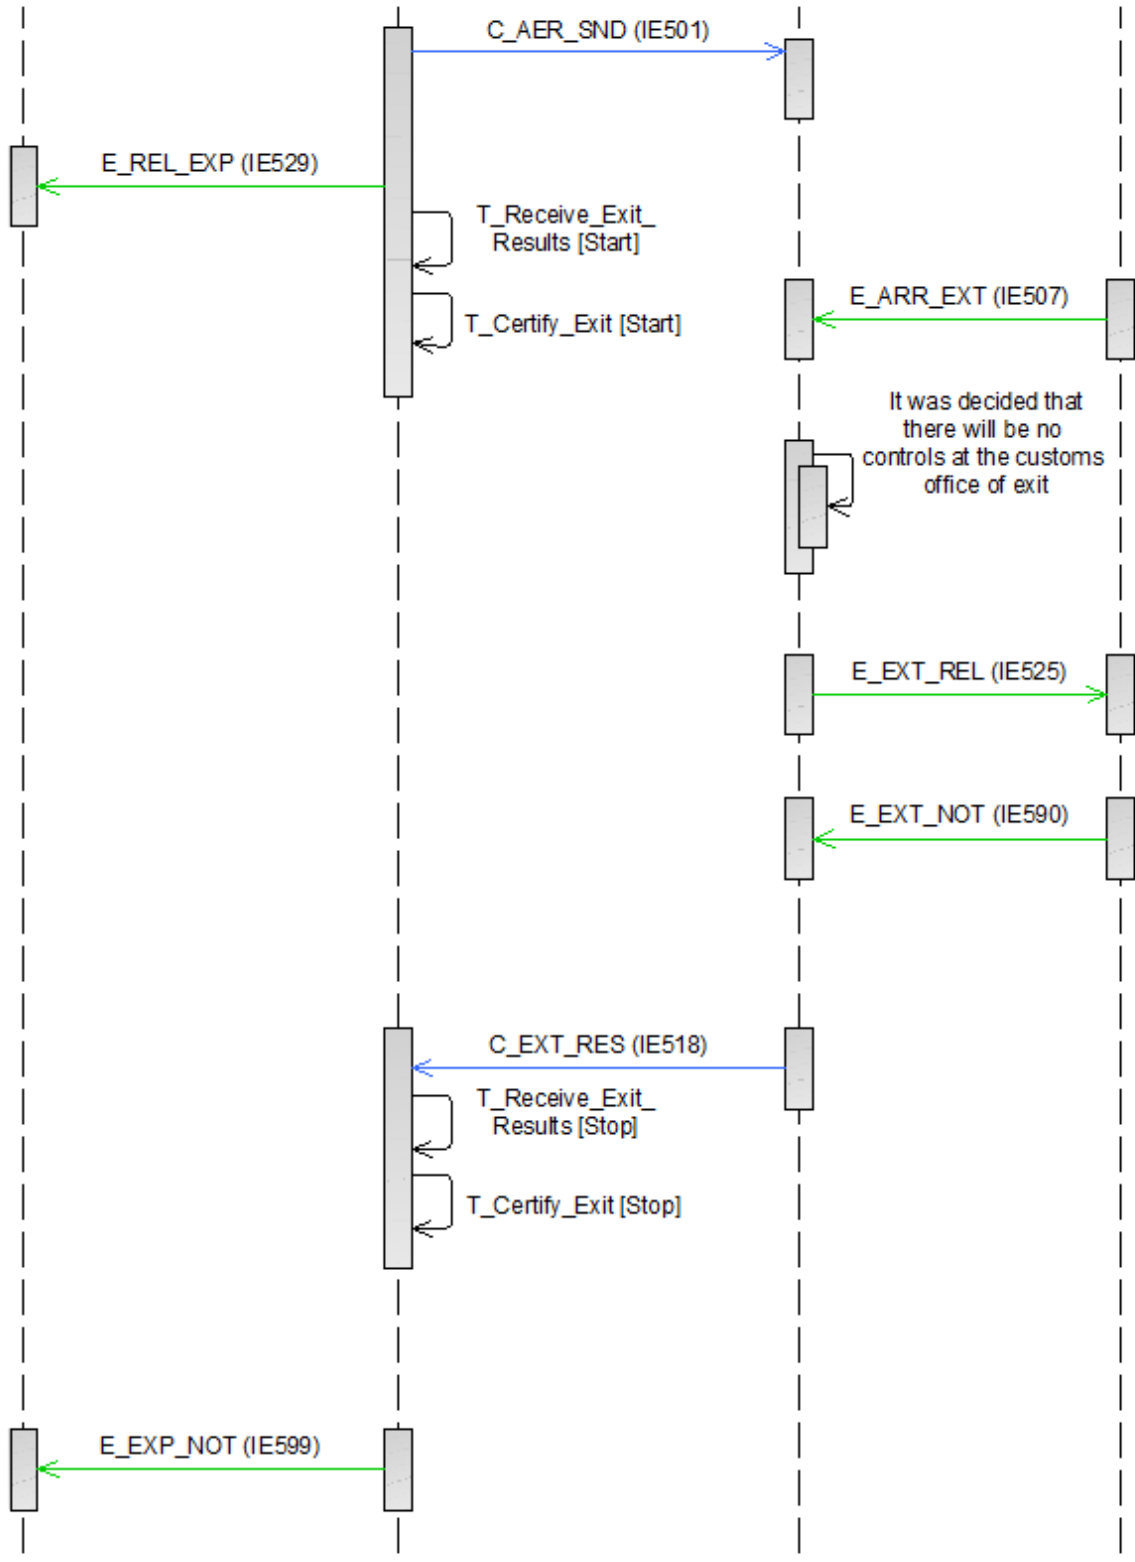 C_AER_SND (IE501)
E_REL_EXP (IE529)
T_Receive_Exit_
Results [Start]
E_ARR_EXT (IE507)
T_Certify_Exit [Start]
It was decided that
there will be no
controls at the customs
office of exit
E_EXT_REL (IE525)
E_EXT_NOT (IE590)
C_EXT_RES (IE518)
T_Receive_Exit_
Results [Stop]
T_Certify_Exit [Stop]
E_EXP_NOT (IE599)